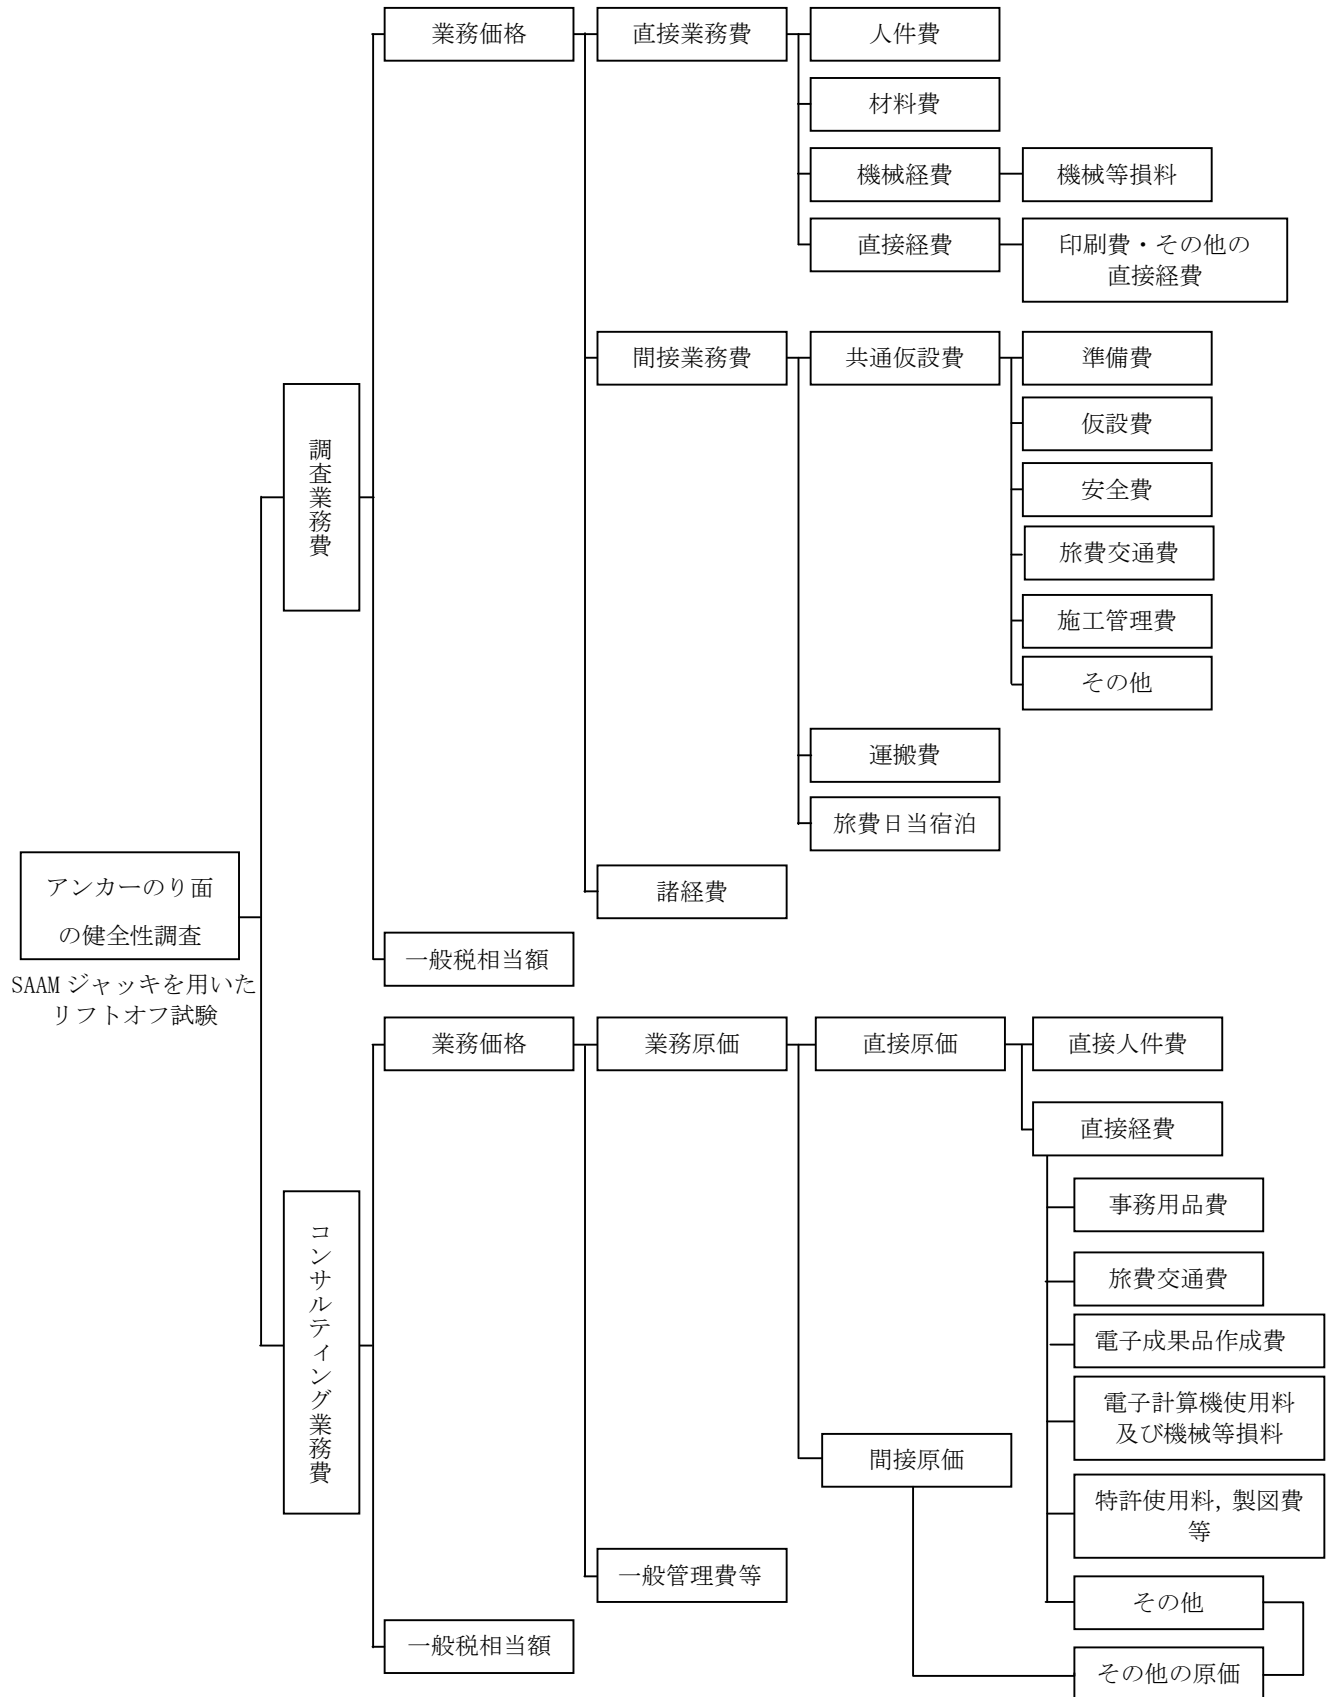 業務価格
直接業務費
人件費
材料費
機械経費
機械等損料
直接経費
印刷費・その他の
直接経費
間接業務費
共通仮設費
準備費
仮設費
安全費
旅費交通費
施工管理費
その他
調査業務費
運搬費
旅費日当宿泊
諸経費
一般税相当額
アンカーのり面
の健全性調査
SAAMジャッキを用いた
リフトオフ試験
業務価格
業務原価
直接原価
直接人件費
直接経費
事務用品費
旅費交通費
電子成果品作成費
電子計算機使用料
及び機械等損料
特許使用料, 製図費
等
その他
コンサルティング業務費
間接原価
その他の原価
一般管理費等
一般税相当額